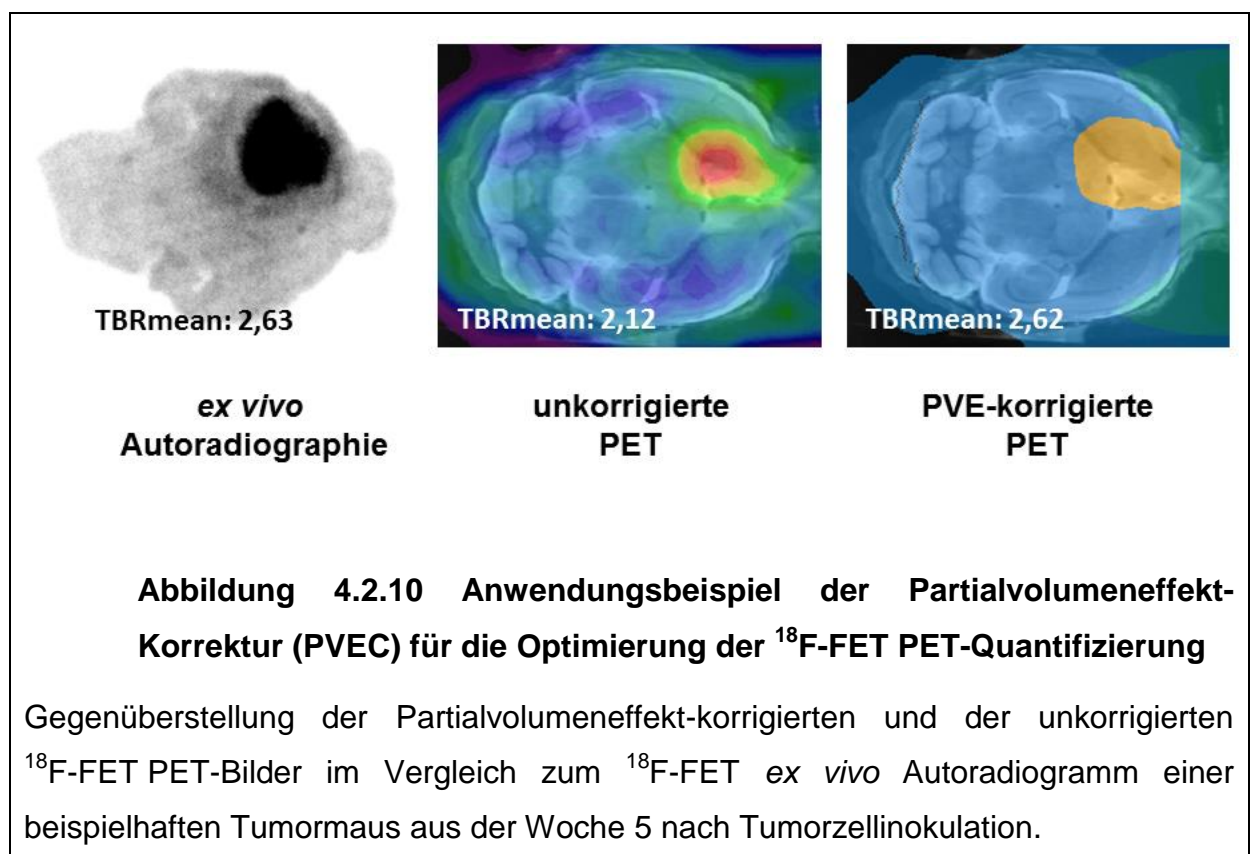 TBRmean: 2,63
TBRmean: 2,12
TBRmean: 2,62
ex vivo
Autoradiographie
unkorrigierte
PET
PVE-korrigierte
PET
Abbildung 4.2.10 Anwendungsbeispiel der Partialvolumeneffekt-
Korrektur (PVEC) für die Optimierung der ¹⁸F-FET PET-Quantifizierung
Gegenüberstellung der Partialvolumeneffekt-korrigierten und der unkorrigierten
¹⁸F-FET PET-Bilder im Vergleich zum ¹⁸F-FET ex vivo Autoradiogramm einer
beispielhaften Tumormaus aus der Woche 5 nach Tumorzellinokulation.